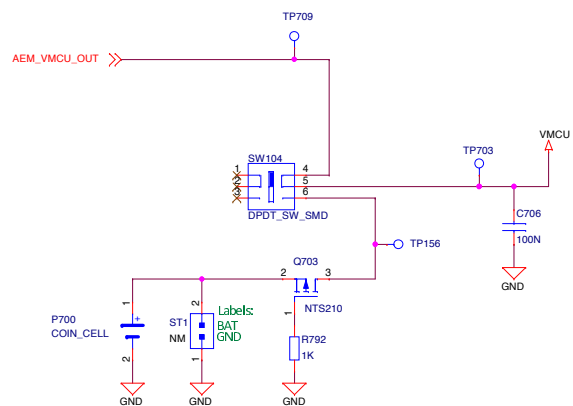 TP709
AEM_VMCU_OUT
VMCU
TP703
SW104
1
2
3
4
5
6
DPDT_SW_SMD
C706
100N
GND
TP156
Q703
2
3
NTS210
1
P700
COIN_CELL
1
+
2
2
ST1
NM
1
Labels:
BAT
GND
R792
1K
GND
GND
GND